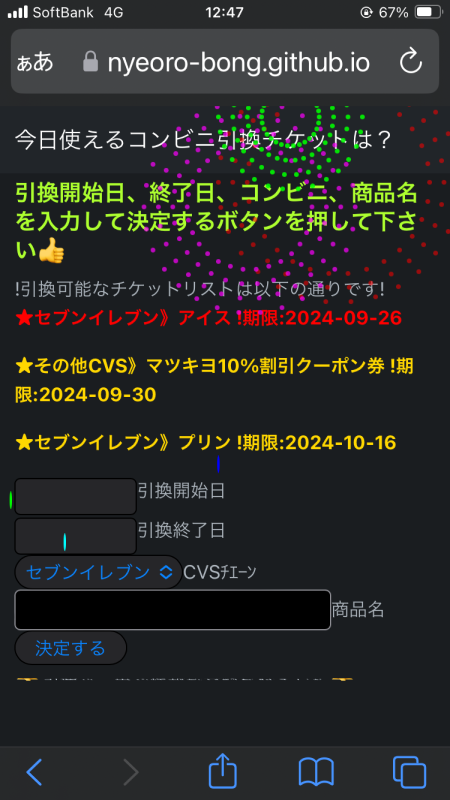 SoftBank 4G 12:47 67%
ぁあ nyeoro-bong.github.io
今日使えるコンビニ引換チケットは？
引換開始日、終了日、コンビニ、商品名
を入力して決定するボタンを押して下さ
い👍
!引換可能なチケットリストは以下の通りです!
★セブンイレブン》アイス !期限:2024-09-26
★その他CVS》マツキヨ10%割引クーポン券 !期
限:2024-09-30
★セブンイレブン》プリン !期限:2024-10-16
引換開始日
引換終了日
セブンイレブン CVSﾁｴｰﾝ
商品名
決定する